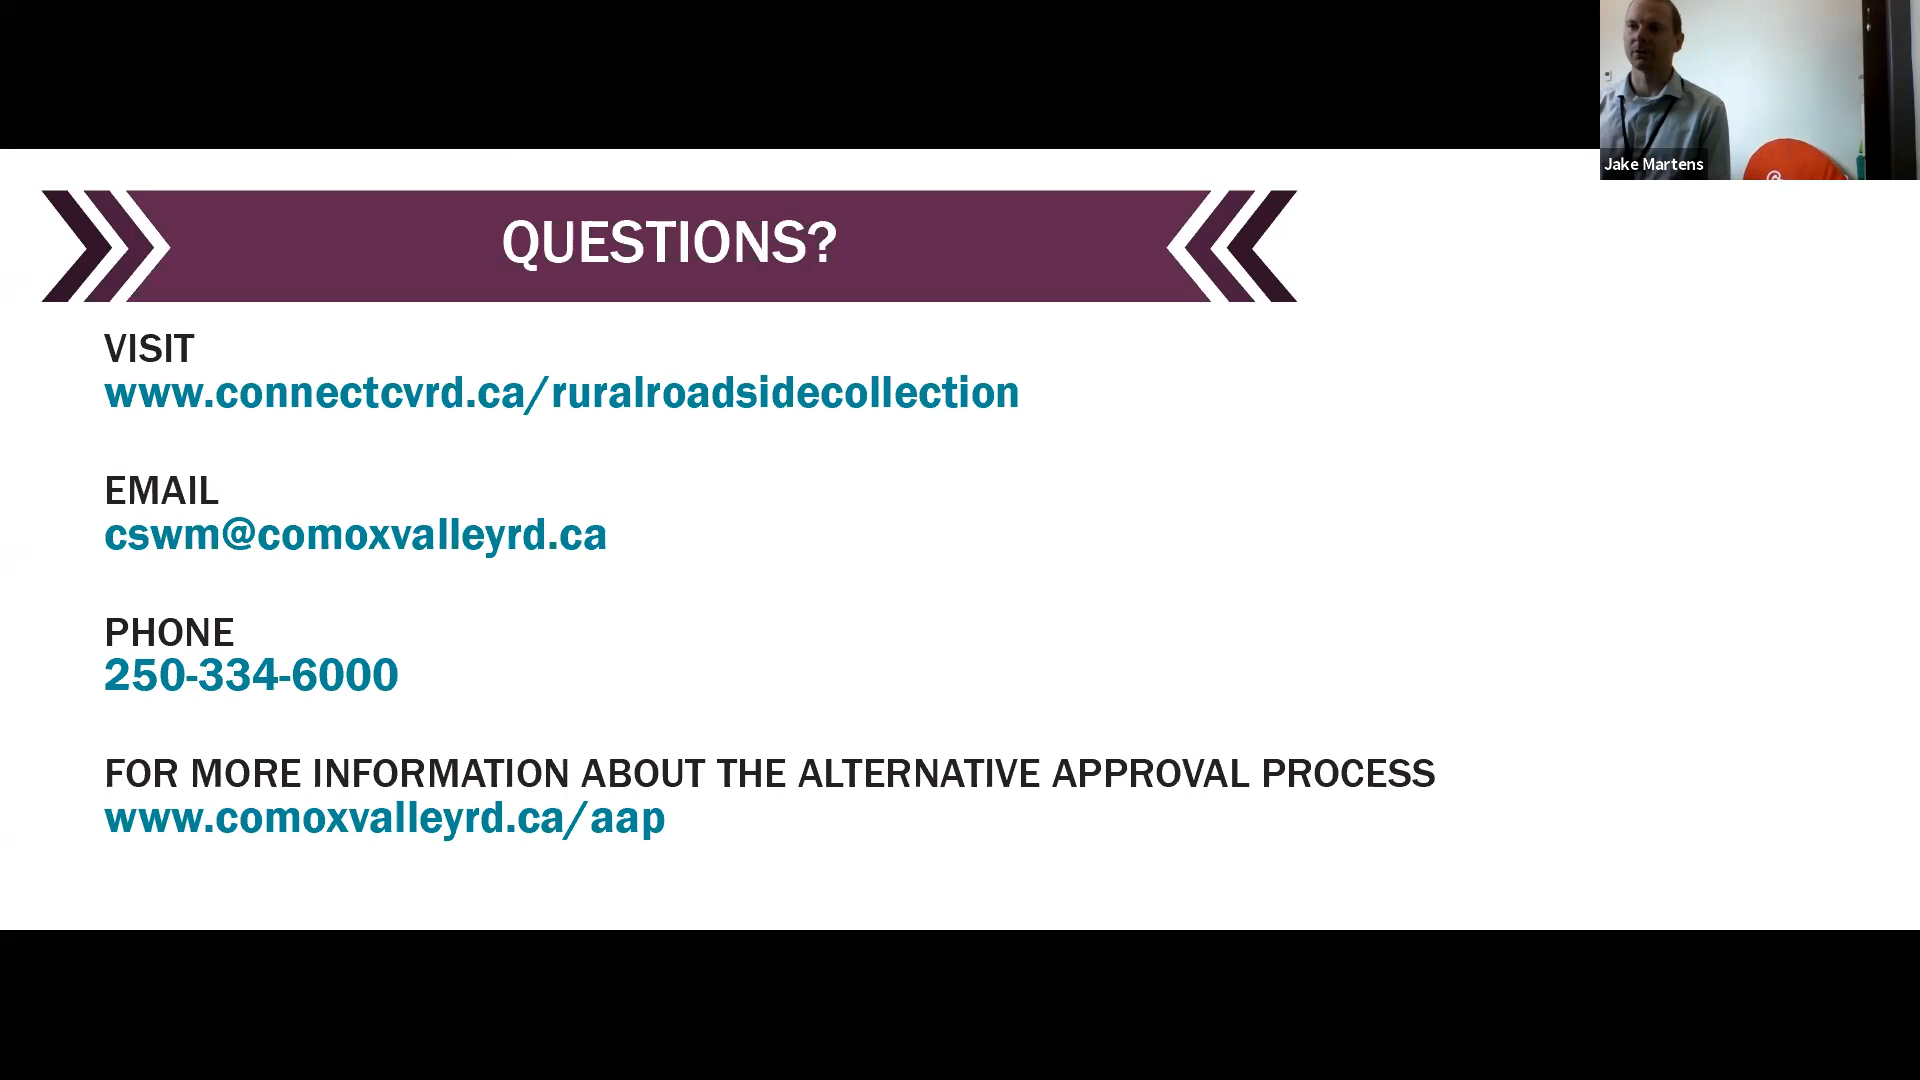 Jake Martens
QUESTIONS?
VISIT
www.connectcvrd.ca/ruralroadsidecollection
EMAIL
cswm@comoxvalleyrd.ca
PHONE
250-334-6000
FOR MORE INFORMATION ABOUT THE ALTERNATIVE APPROVAL PROCESS
www.comoxvalleyrd.ca/aap